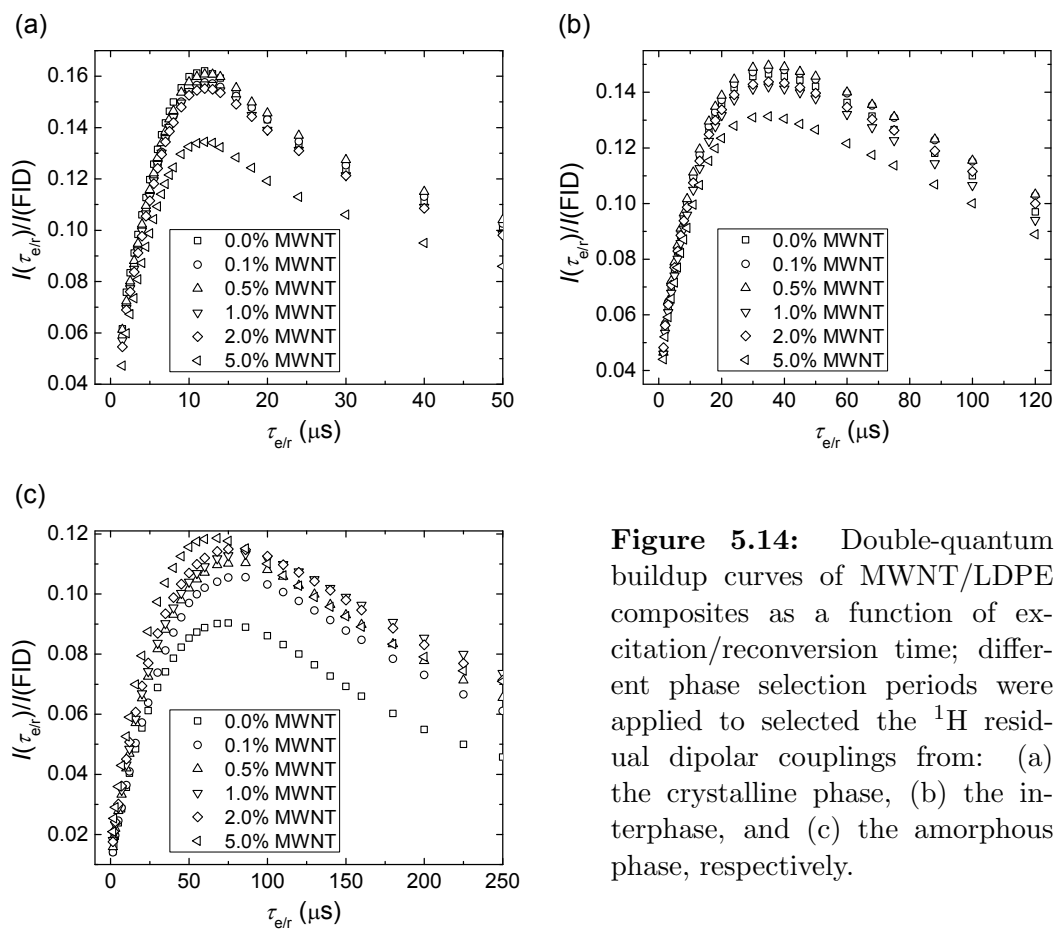 (a)
0.16
0.14
0.12
0.10
0.08
0.06
0.04
I(τe/r)/I(FID)
0.0% MWNT
0.1% MWNT
0.5% MWNT
1.0% MWNT
2.0% MWNT
5.0% MWNT
0 10 20 30 40 50
τe/r (μs)
(b)
0.14
0.12
0.10
0.08
0.06
0.04
I(τe/r)/I(FID)
0.0% MWNT
0.1% MWNT
0.5% MWNT
1.0% MWNT
2.0% MWNT
5.0% MWNT
0 20 40 60 80 100 120
τe/r (μs)
(c)
0.12
0.10
0.08
0.06
0.04
0.02
I(τe/r)/I(FID)
0.0% MWNT
0.1% MWNT
0.5% MWNT
1.0% MWNT
2.0% MWNT
5.0% MWNT
0 50 100 150 200 250
τe/r (μs)
Figure 5.14: Double-quantum
buildup curves of MWNT/LDPE
composites as a function of ex-
citation/reconversion time; differ-
ent phase selection periods were
applied to selected the ¹H resid-
ual dipolar couplings from: (a)
the crystalline phase, (b) the in-
terphase, and (c) the amorphous
phase, respectively.